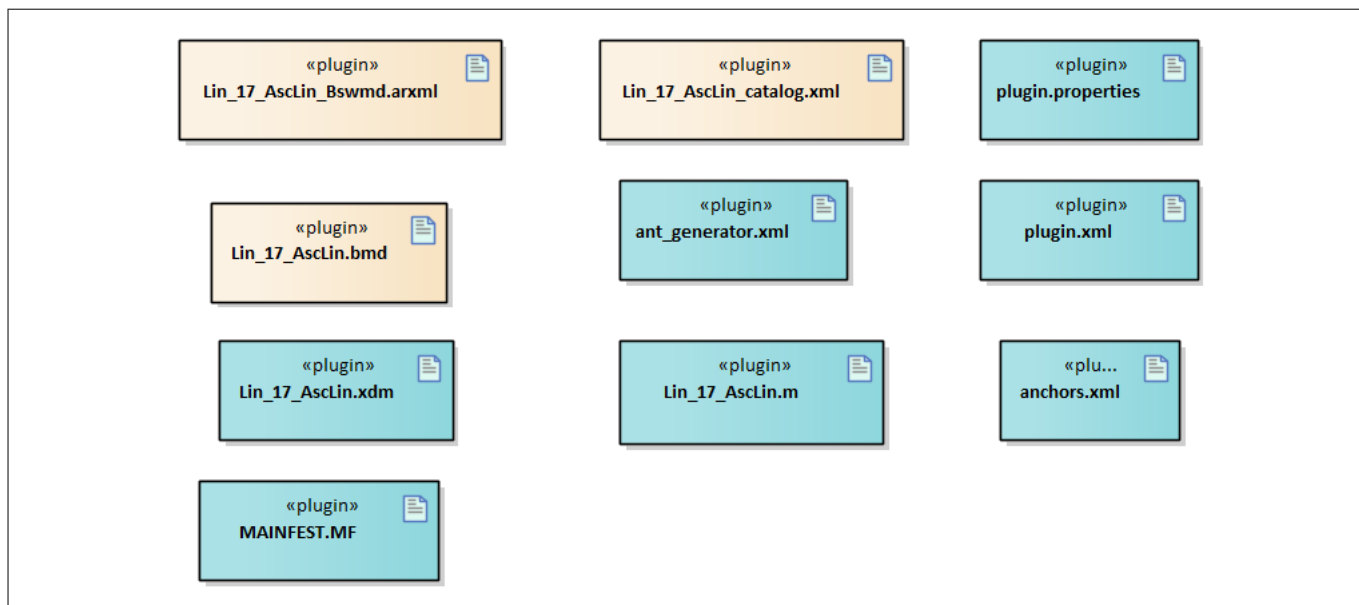 «plugin»
Lin_17_AscLin_Bswmd.arxml
«plugin»
Lin_17_AscLin_catalog.xml
«plugin»
plugin.properties
«plugin»
Lin_17_AscLin.bmd
«plugin»
ant_generator.xml
«plugin»
plugin.xml
«plugin»
Lin_17_AscLin.xdm
«plugin»
Lin_17_AscLin.m
«plu...
anchors.xml
«plugin»
MAINFEST.MF